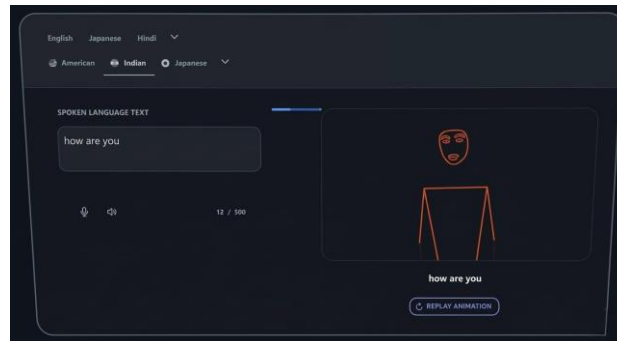 English Japanese Hindi
American Indian Japanese
SPOKEN LANGUAGE TEXT
how are you
12 / 500
how are you
REPLAY ANIMATION